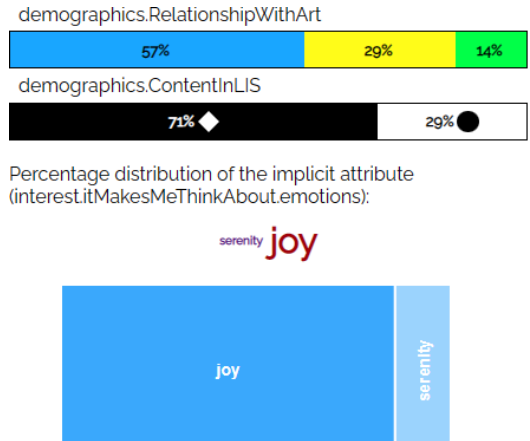 demographics.RelationshipWithArt
57% 29% 14%
demographics.ContentInLIS
71% 29%
Percentage distribution of the implicit attribute
(interest.itMakesMeThinkAbout.emotions):
serenity joy
joy
serenity